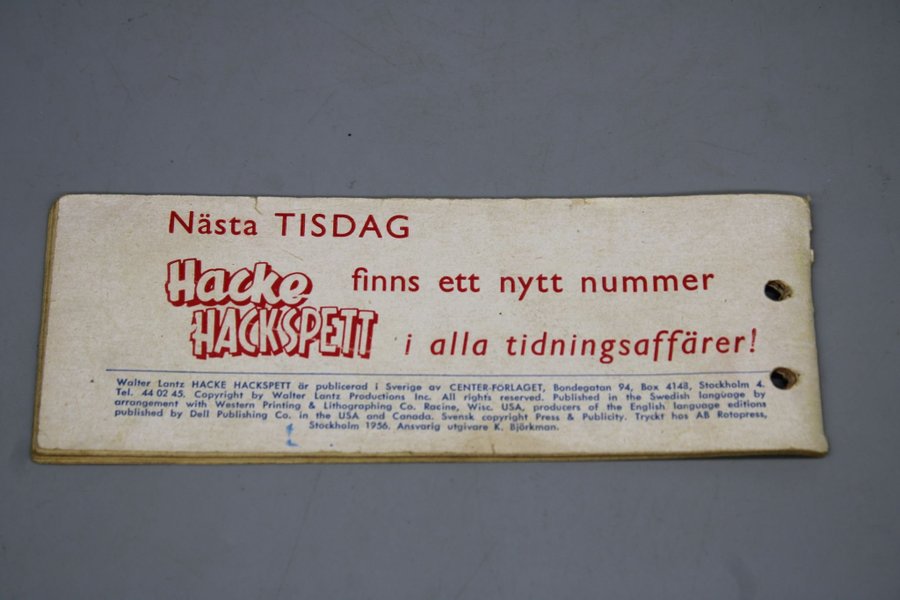 Nästa TISDAG
Hacke HACKSPETT finns ett nytt nummer
i alla tidningsaffärer!
Walter Lantz HACKE HACKSPETT är publicerad i Sverige av CENTER-FÖRLAGET, Bondegatan 94, Box 4148, Stockholm 4.
Tel. 44 02 45. Copyright by Walter Lantz Productions Inc. All rights reserved. Published in the Swedish language by
arrangement with Western Printing & Lithographing Co. Racine, Wisc. USA, producers of the English language editions
published by Dell Publishing Co. in the USA and Canada. Svensk copyright Press & Publicity. Tryckt hos AB Rotopress,
Stockholm 1956. Ansvarig utgivare K. Björkman.